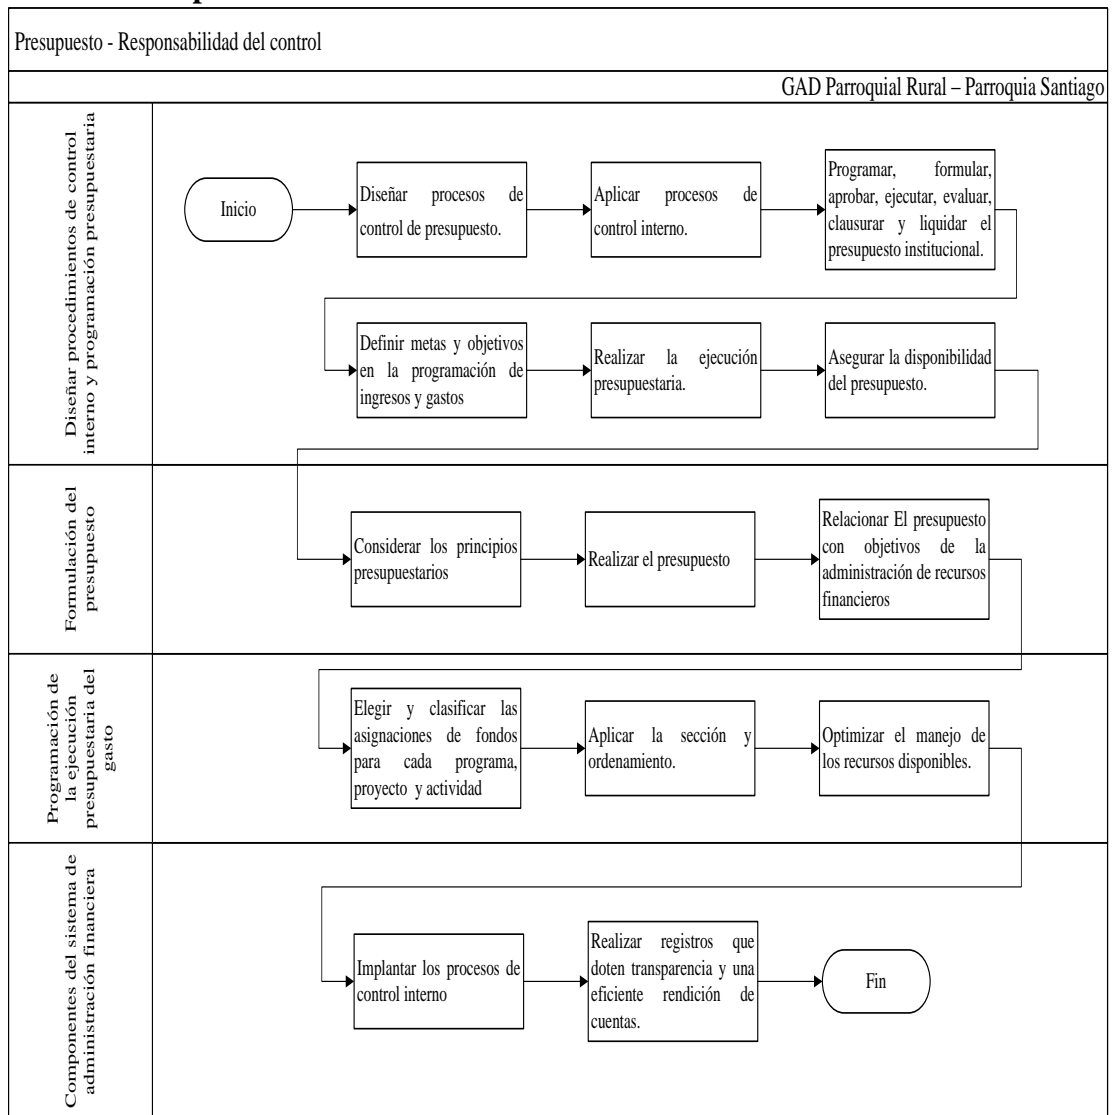 Presupuesto - Responsabilidad del control
GAD Parroquial Rural – Parroquia Santiago
Diseñar procedimientos de control
interno y programación presupuestaria
Inicio
Diseñar procesos de
control de presupuesto.
Aplicar procesos de
control interno.
Programar, formular,
aprobar, ejecutar, evaluar,
clausurar y liquidar el
presupuesto institucional.
Definir metas y objetivos
en la programación de
ingresos y gastos
Realizar la ejecución
presupuestaria.
Asegurar la disponibilidad
del presupuesto.
Formulación del
presupuesto
Considerar los principios
presupuestarios
Realizar el presupuesto
Relacionar El presupuesto
con objetivos de la
administración de recursos
financieros
Programación de
la ejecución
presupuestaria del
gasto
Elegir y clasificar las
asignaciones de fondos
para cada programa,
proyecto y actividad
Aplicar la sección y
ordenamiento.
Optimizar el manejo de
los recursos disponibles.
Componentes del sistema de
administración financiera
Implantar los procesos de
control interno
Realizar registros que
doten transparencia y una
eficiente rendición de
cuentas.
Fin